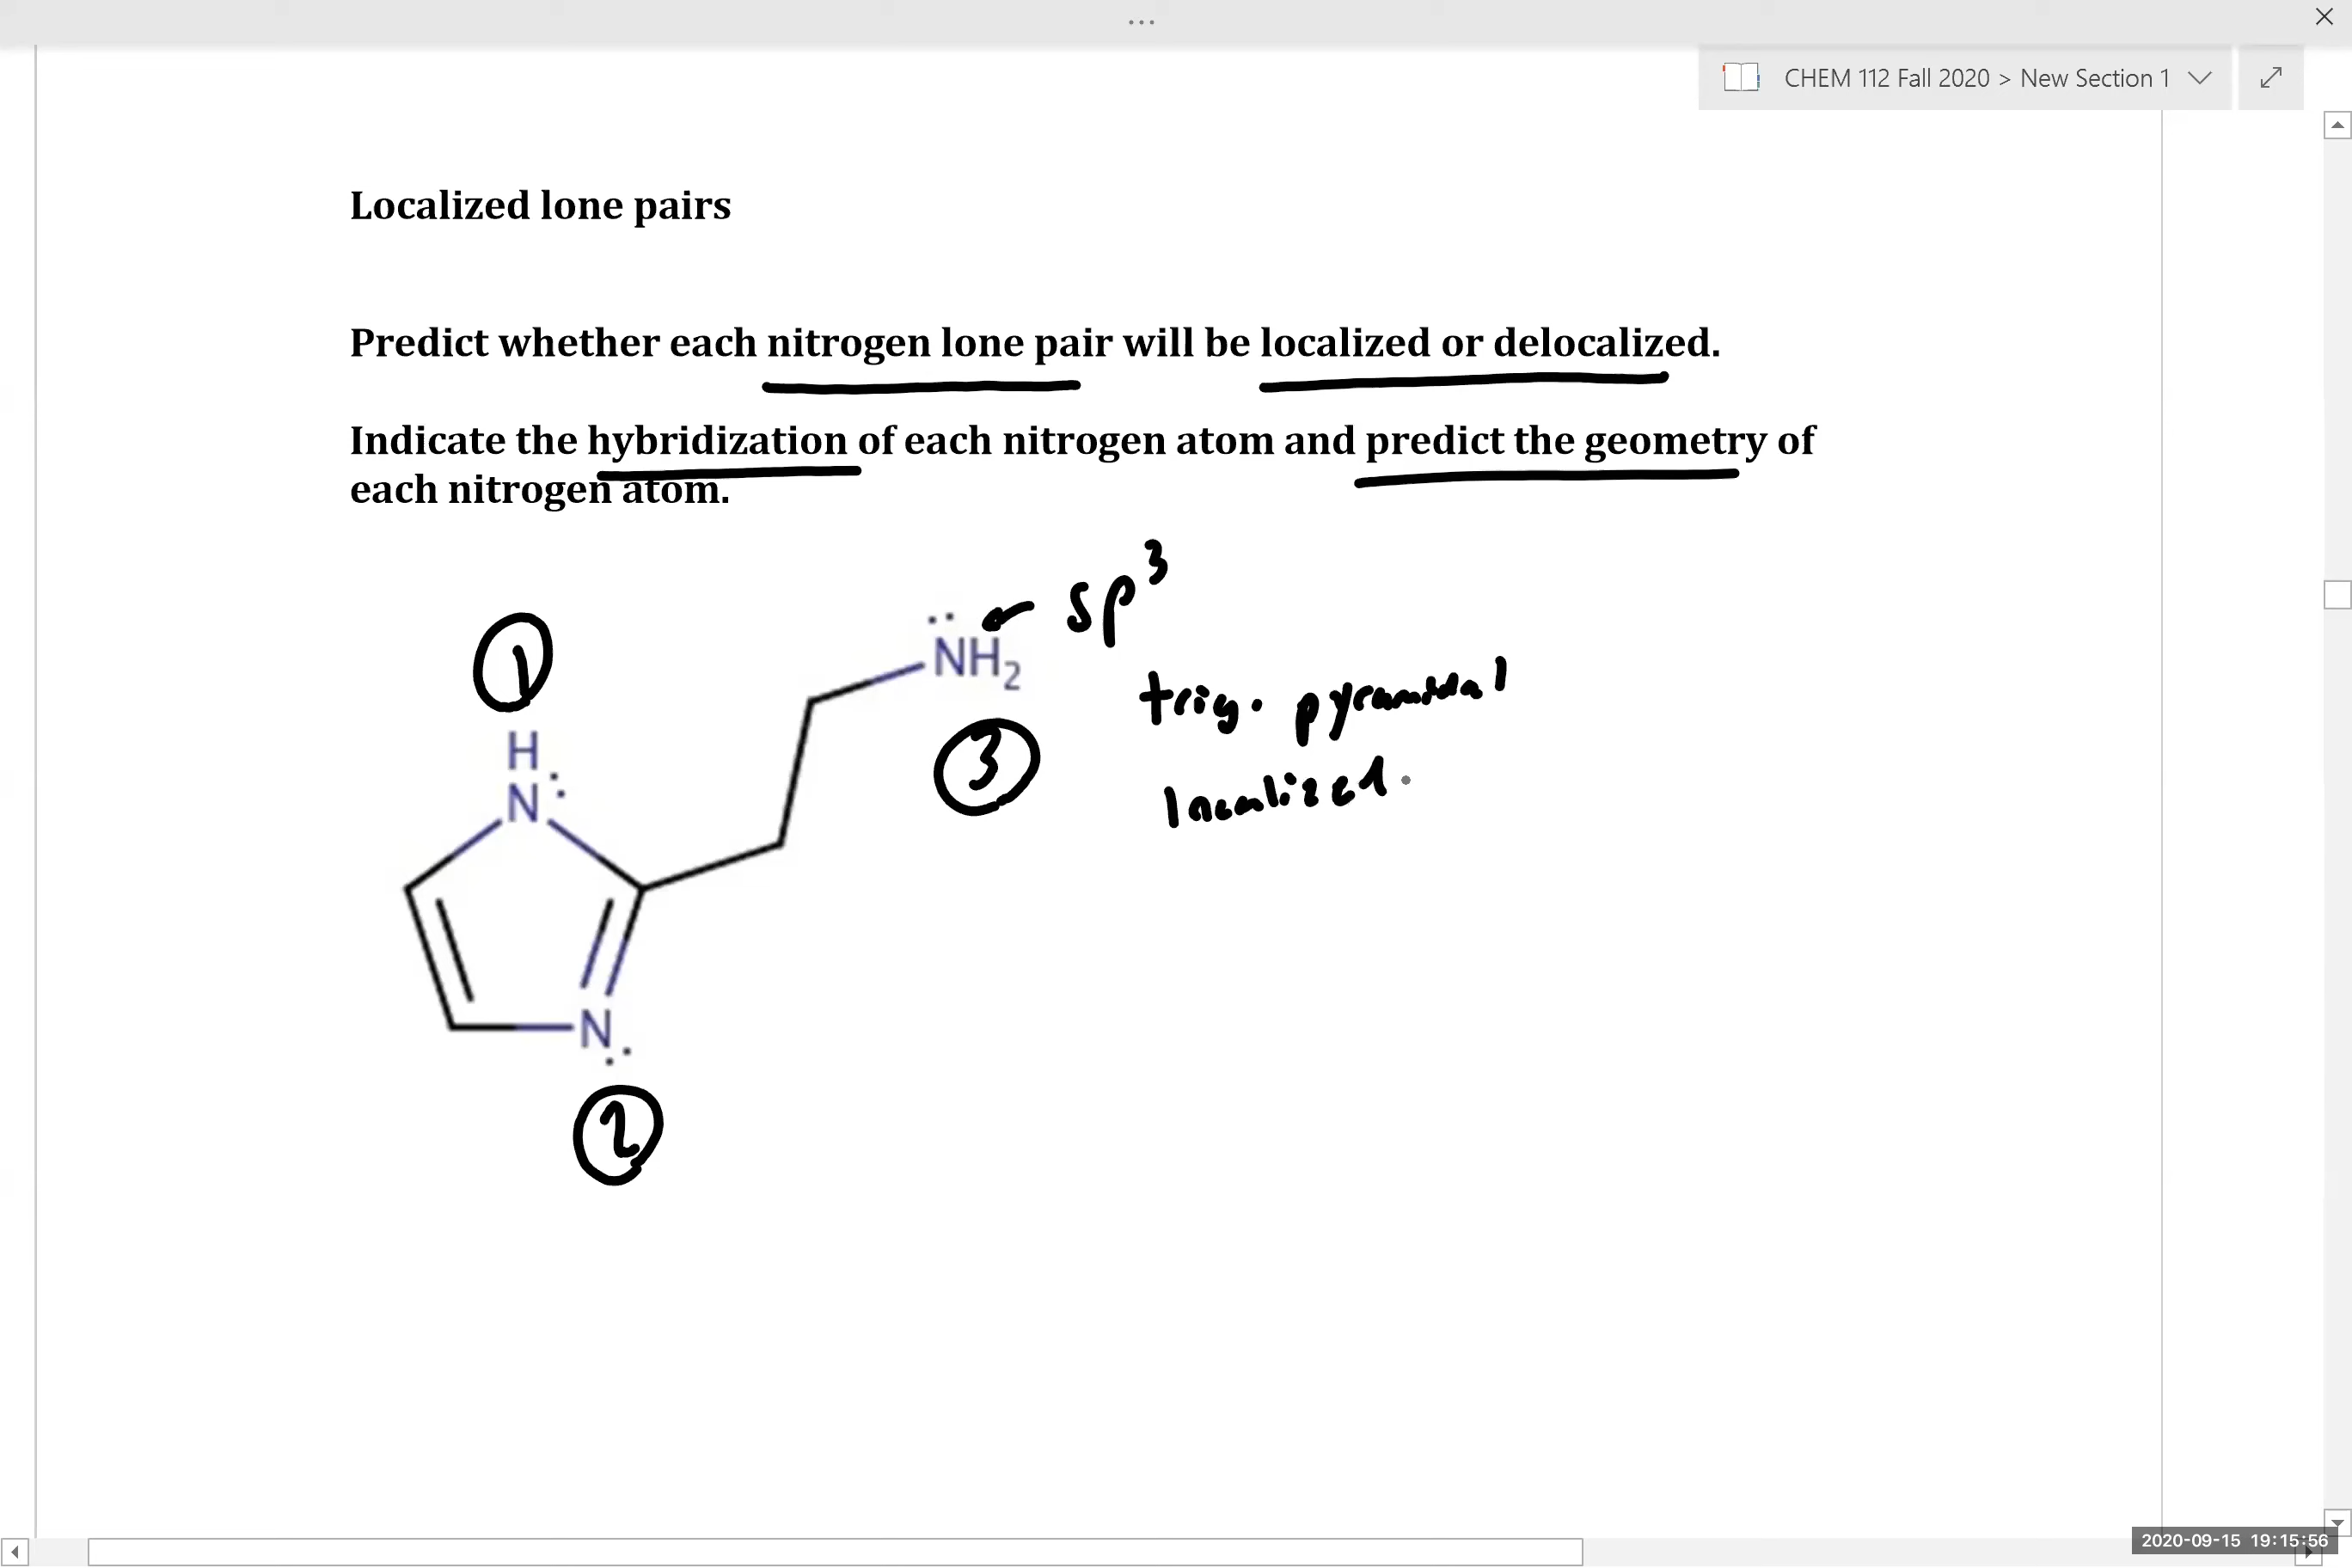 ...
CHEM 112 Fall 2020 > New Section 1
Localized lone pairs
Predict whether each nitrogen lone pair will be localized or delocalized.
Indicate the hybridization of each nitrogen atom and predict the geometry of
each nitrogen atom.
sp³
1
NH₂
trig. pyramidal
H
3
N
localized.
N
2
2020-09-15 19:15:56